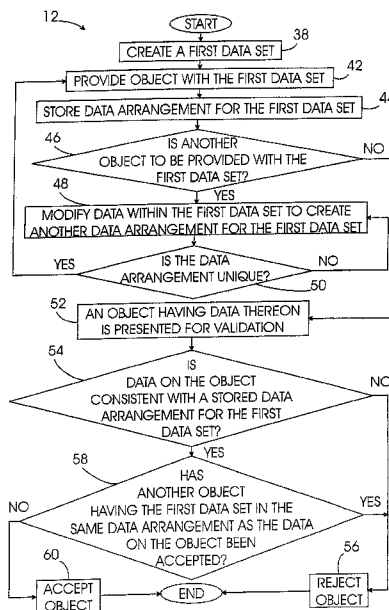 12
START
CREATE A FIRST DATA SET
38
PROVIDE OBJECT WITH THE FIRST DATA SET
42
STORE DATA ARRANGEMENT FOR THE FIRST DATA SET
44
46
IS ANOTHER
OBJECT TO BE PROVIDED WITH THE
FIRST DATA SET?
NO
YES
48
MODIFY DATA WITHIN THE FIRST DATA SET TO CREATE
ANOTHER DATA ARRANGEMENT FOR THE FIRST DATA SET
YES
IS THE DATA
ARRANGEMENT UNIQUE?
NO
50
52
AN OBJECT HAVING DATA THEREON
IS PRESENTED FOR VALIDATION
54
IS
DATA ON THE OBJECT
CONSISTENT WITH A STORED DATA
ARRANGEMENT FOR THE FIRST
DATA SET?
NO
YES
58
HAS
ANOTHER OBJECT
HAVING THE FIRST DATA SET IN THE
SAME DATA ARRANGEMENT AS THE DATA
ON THE OBJECT BEEN
ACCEPTED?
NO
YES
60
ACCEPT
OBJECT
END
56
REJECT
OBJECT